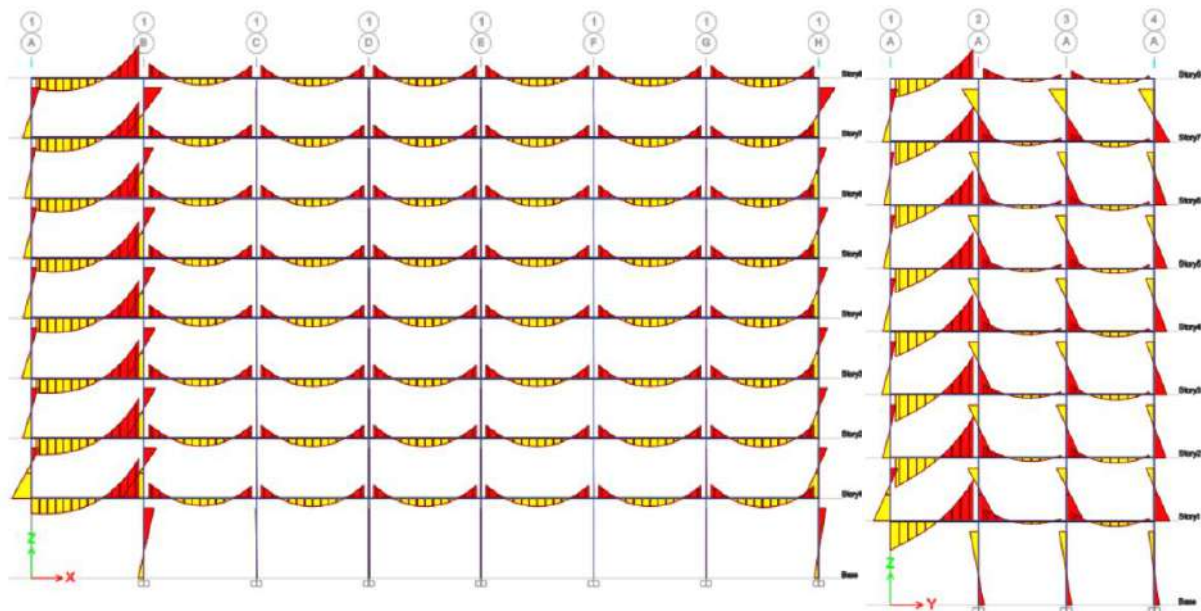 1 1 1 1 1 1 1 1
A B C D E F G H
Story8
Story7
Story6
Story5
Story4
Story3
Story2
Story1
Z
X
Base
1 2 3 4
A A A A
Story8
Story7
Story6
Story5
Story4
Story3
Story2
Story1
Z
Y
Base